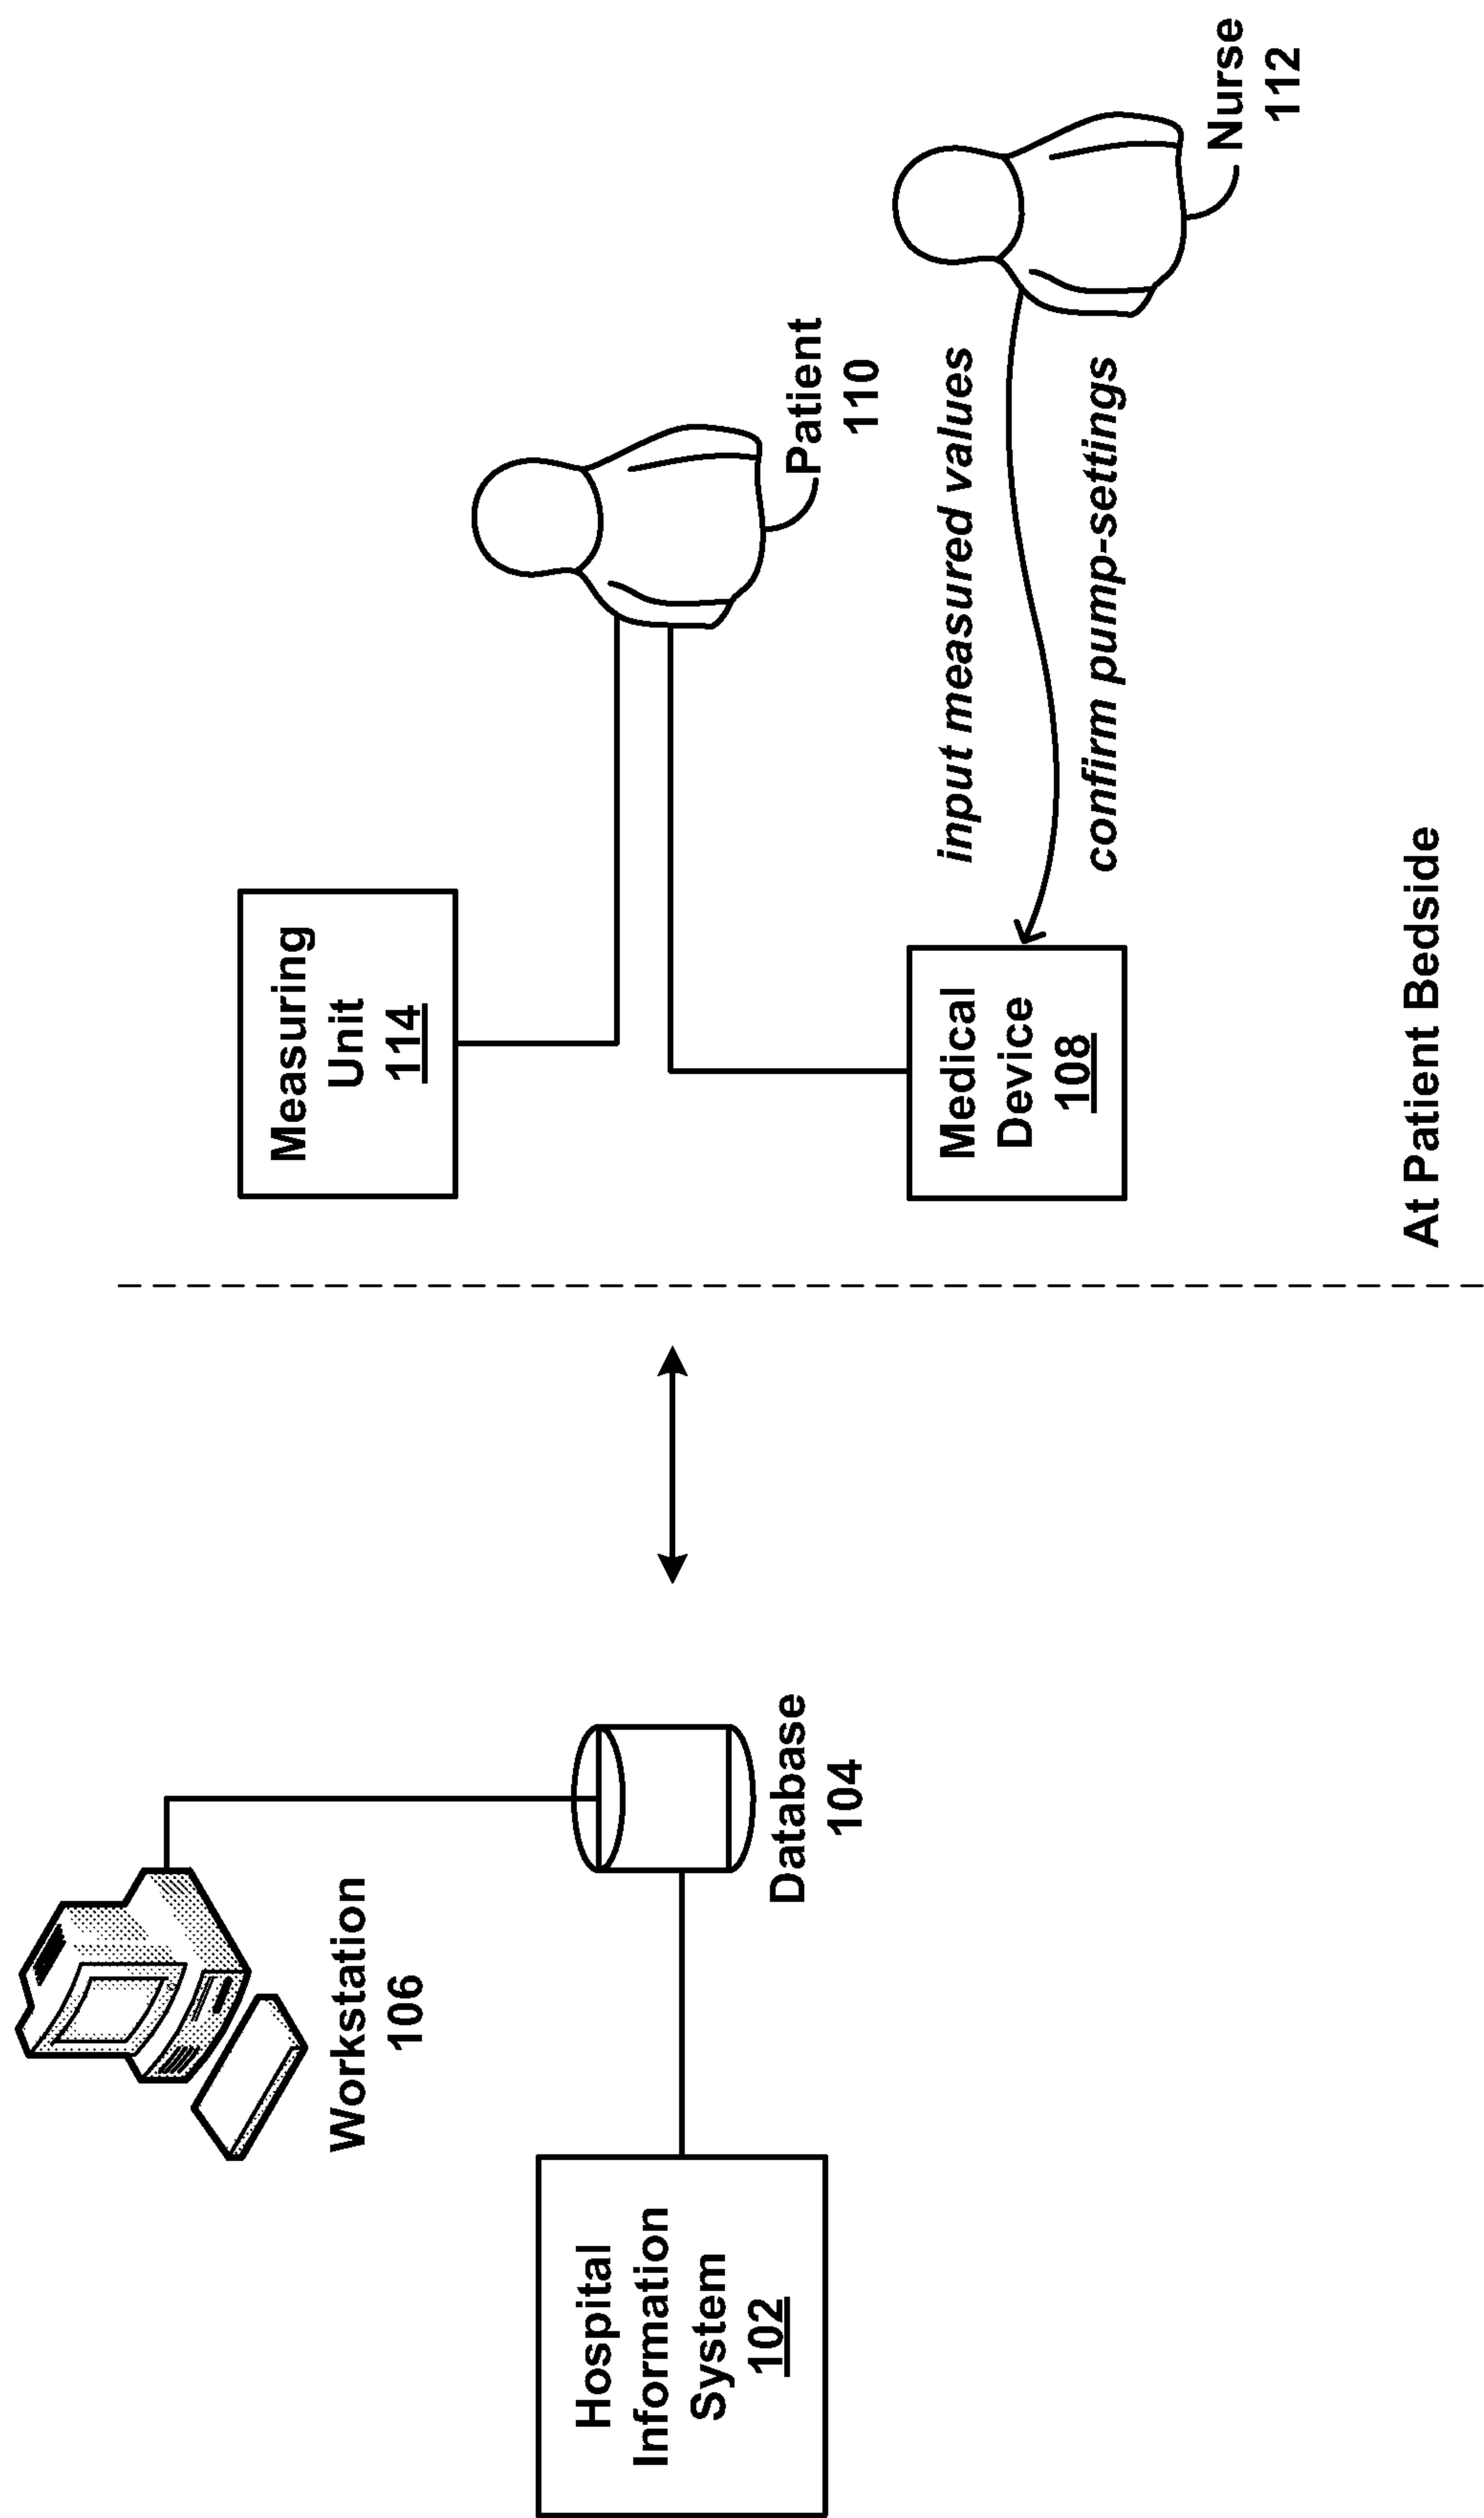 Workstation
106
Hospital
Information
System
102
Database
104
Measuring
Unit
114
Patient
110
Medical
Device
108
input measured values
confirm pump-settings
Nurse
112
At Patient Bedside